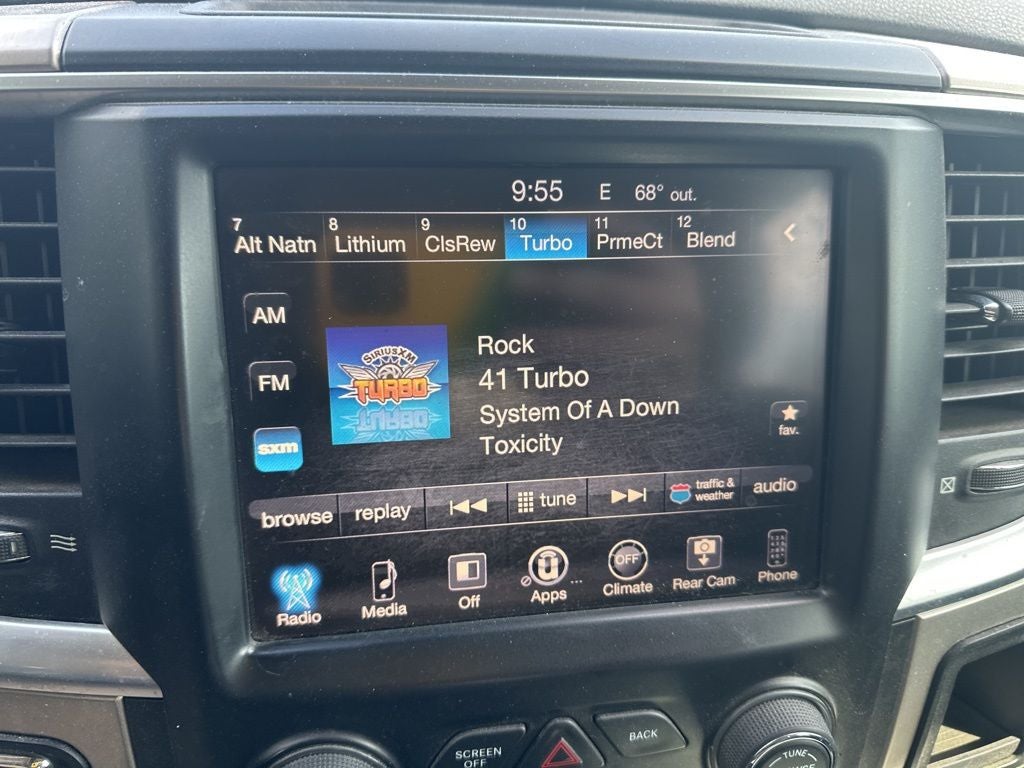 9:55 E 68° out.
7 8 9 10 11 12
Alt Natn Lithium ClsRew Turbo PrmeCt Blend <
AM
FM
sxm
SIRIUSXM
TURBO
Rock
41 Turbo
System Of A Down
Toxicity
fav.
browse replay tune traffic & weather audio
Radio Media Off Apps ... OFF Climate Rear Cam Phone
SCREEN OFF
BACK
TUNE